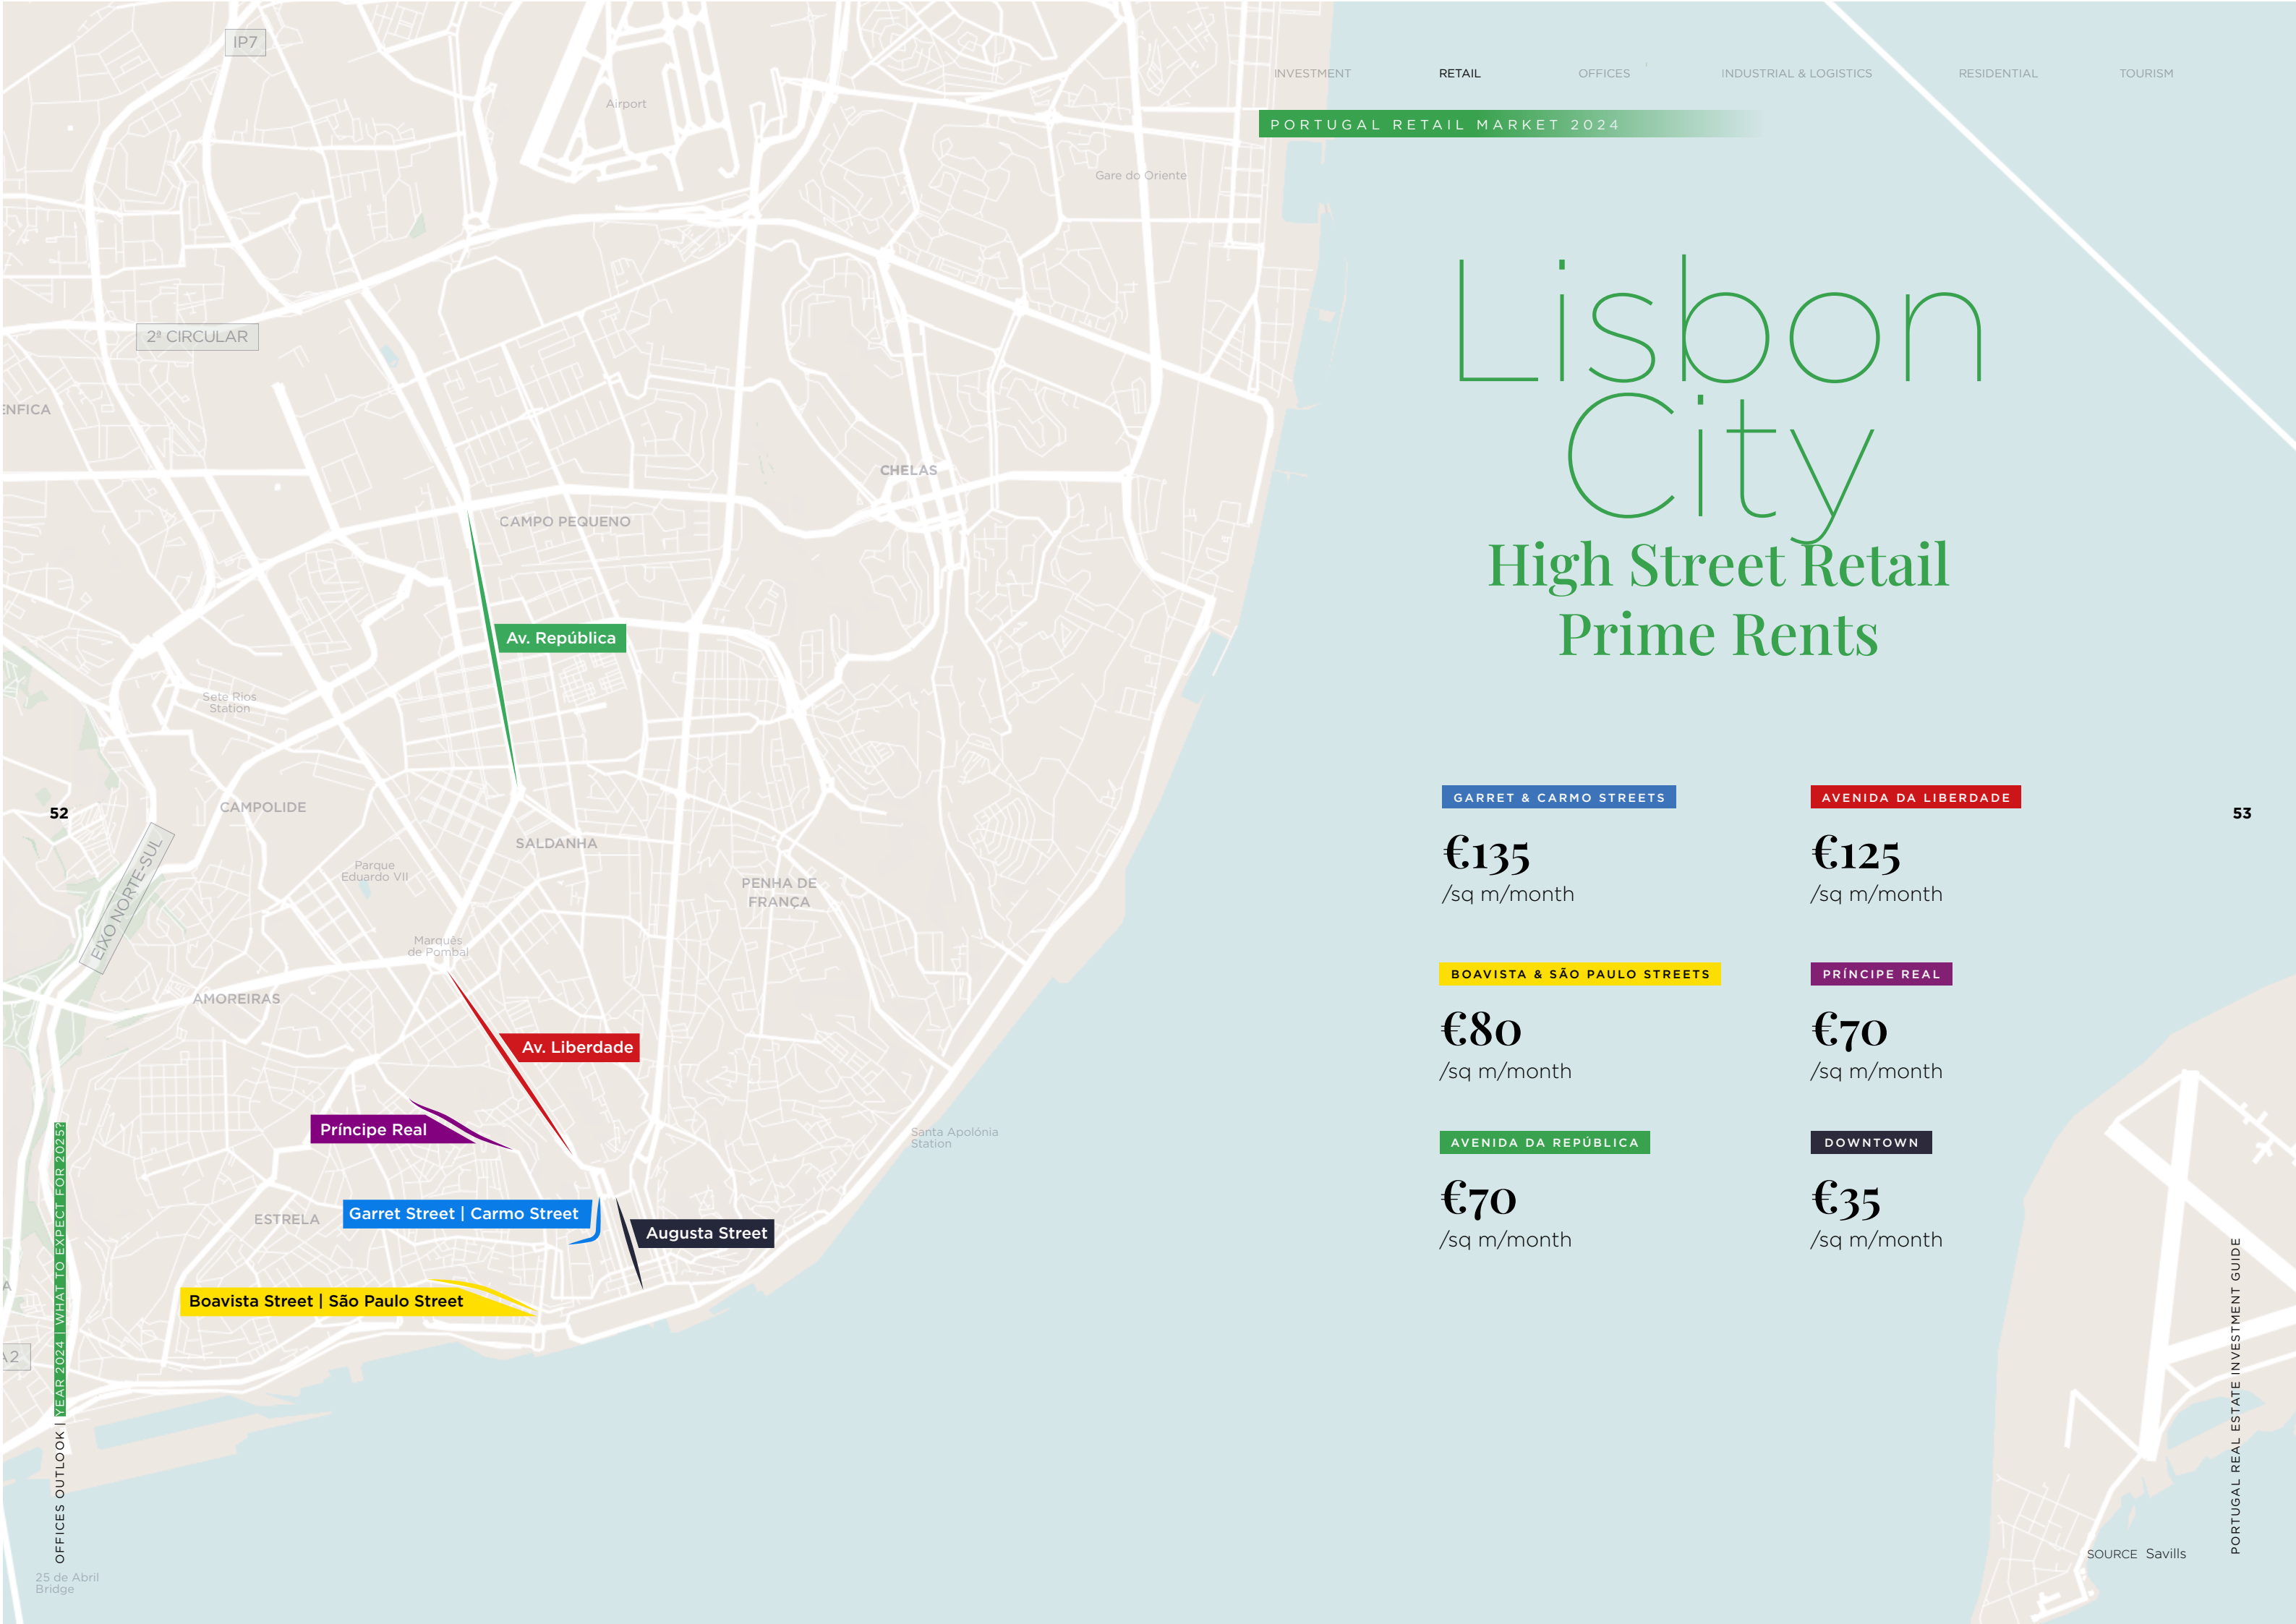 IP7
Airport
Gare do Oriente
2ª CIRCULAR
ENFICA
CHELAS
CAMPO PEQUENO
Av. República
Sete Rios
Station
CAMPOLIDE
52
SALDANHA
EIXO NORTE-SUL
Parque
Eduardo VII
PENHA DE
FRANÇA
Marquês
de Pombal
AMOREIRAS
Av. Liberdade
Príncipe Real
Santa Apolónia
Station
Garret Street | Carmo Street
ESTRELA
Augusta Street
A
Boavista Street | São Paulo Street
A2
OFFICES OUTLOOK | YEAR 2024 | WHAT TO EXPECT FOR 2025?
25 de Abril
Bridge
INVESTMENT RETAIL OFFICES INDUSTRIAL & LOGISTICS RESIDENTIAL TOURISM
PORTUGAL RETAIL MARKET 2024
Lisbon
City
High Street Retail
Prime Rents
GARRET & CARMO STREETS
€135
/sq m/month
AVENIDA DA LIBERDADE
€125
/sq m/month
53
BOAVISTA & SÃO PAULO STREETS
€80
/sq m/month
PRÍNCIPE REAL
€70
/sq m/month
AVENIDA DA REPÚBLICA
€70
/sq m/month
DOWNTOWN
€35
/sq m/month
PORTUGAL REAL ESTATE INVESTMENT GUIDE
SOURCE Savills